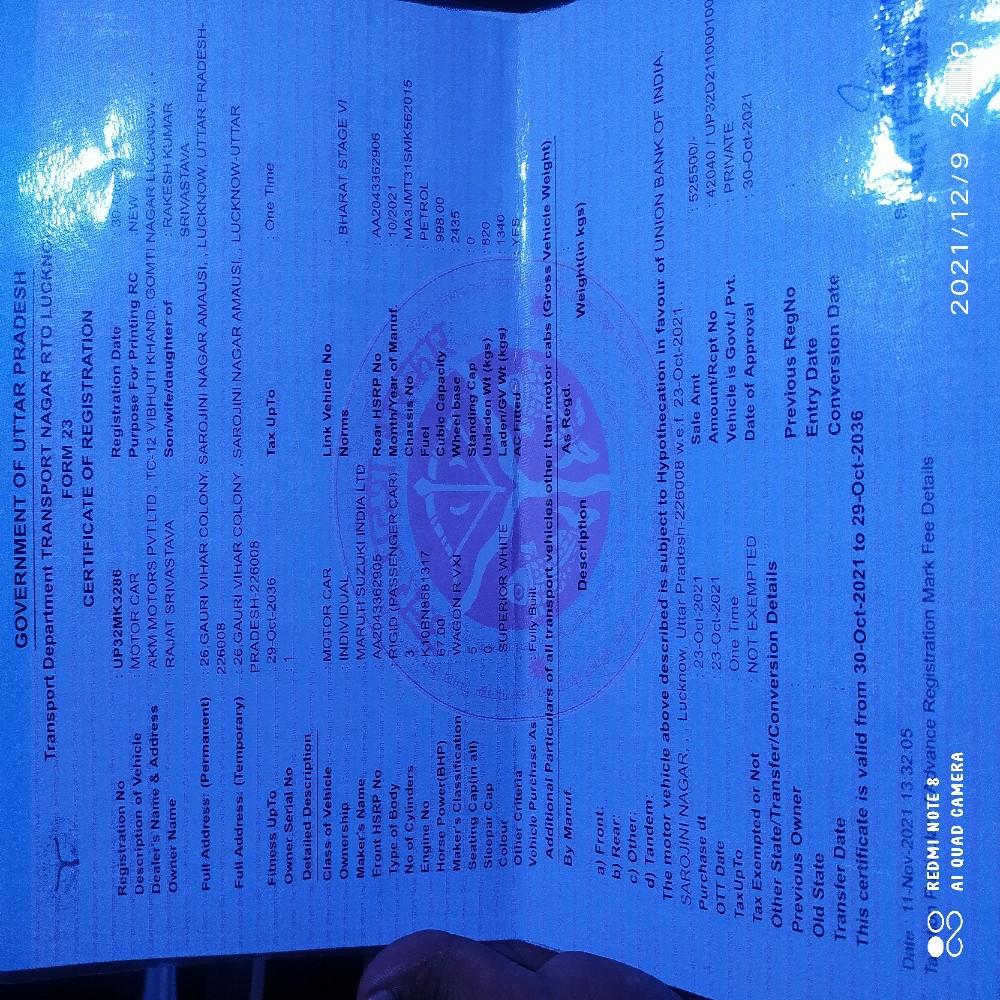 GOVERNMENT OF UTTAR PRADESH
Transport Department TRANSPORT NAGAR RTO LUCKNO
FORM 23
CERTIFICATE OF REGISTRATION
Registration No : UP32MK3286 Registration Date
Description of Vehicle : MOTOR CAR Purpose For Printing RC : NEW
Dealer's Name & Address : AKM MOTORS PVT LTD , TC-12 VIBHUTI KHAND, GOMTI NAGAR LUCKNOW , ,
Owner Name : RAJAT SRIVASTAVA Son/wife/daughter of : RAKESH KUMAR
SRIVASTAVA
Full Address: (Permanent) : 26,GAURI VIHAR COLONY, SAROJINI NAGAR AMAUSI, , LUCKNOW, UTTAR PRADESH-
226008
Full Address: (Temporary) : 26,GAURI VIHAR COLONY , SAROJINI NAGAR AMAUSI, , LUCKNOW-UTTAR
PRADESH-226008
Fitness UpTo : 29-Oct-2036 Tax UpTo : One Time
Owner Serial No : 1
Detailed Description
Class of Vehicle : MOTOR CAR Link Vehicle No
Ownership : INDIVIDUAL Norms : BHARAT STAGE VI
Maker's Name : MARUTI SUZUKI INDIA LTD
Front HSRP No : AA2043362905 Rear HSRP No : AA2043362906
Type of Body : RIGID (PASSENGER CAR) Month/Year of Manuf. : 10/2021
No of Cylinders : 3 Chassis No : MA3JMT31SMK562015
Engine No : K10BN8581317 Fuel : PETROL
Horse Power(BHP) : 67.00 Cubic Capacity : 998.00
Maker's Classification : WAGON R VXI Wheel base : 2435
Seating Cap(in all) : 5 Standing Cap : 0
Sleepar Cap : 0 Unladen Wt (kgs) : 820
Colour : SUPERIOR WHITE Laden/GV Wt (kgs) : 1340
Other Criteria AC Fitted : YES
Vehicle Purchase As : Fully Built
Additional Particulars of all transport vehicles other than motor cabs (Gross Vehicle Weight)
By Manuf. Description As Regd. Weight(in kgs)
a) Front:
b) Rear:
c) Other:
d) Tandem:
The motor vehicle above described is subject to Hypothecation in favour of UNION BANK OF INDIA,
SAROJINI NAGAR, , , Lucknow, Uttar Pradesh-226008 w.e.f. 23-Oct-2021
Purchase dt : 23-Oct-2021 Sale Amt : 525500/-
OTT Date : 23-Oct-2021 Amount/Rcpt No : 42040 / UP32D211000100
TaxUpTo : One Time Vehicle is Govt./ Pvt. : PRIVATE
Tax Exempted or Not : NOT EXEMPTED Date of Approval : 30-Oct-2021
Other State/Transfer/Conversion Details
Previous Owner : Previous RegNo
Old State : Entry Date
Transfer Date : Conversion Date
This certificate is valid from 30-Oct-2021 to 29-Oct-2036
Date 11-Nov-2021 13:32:05
Registration Mark Fee Details
REDMI NOTE 8
AI QUAD CAMERA
2021/12/9